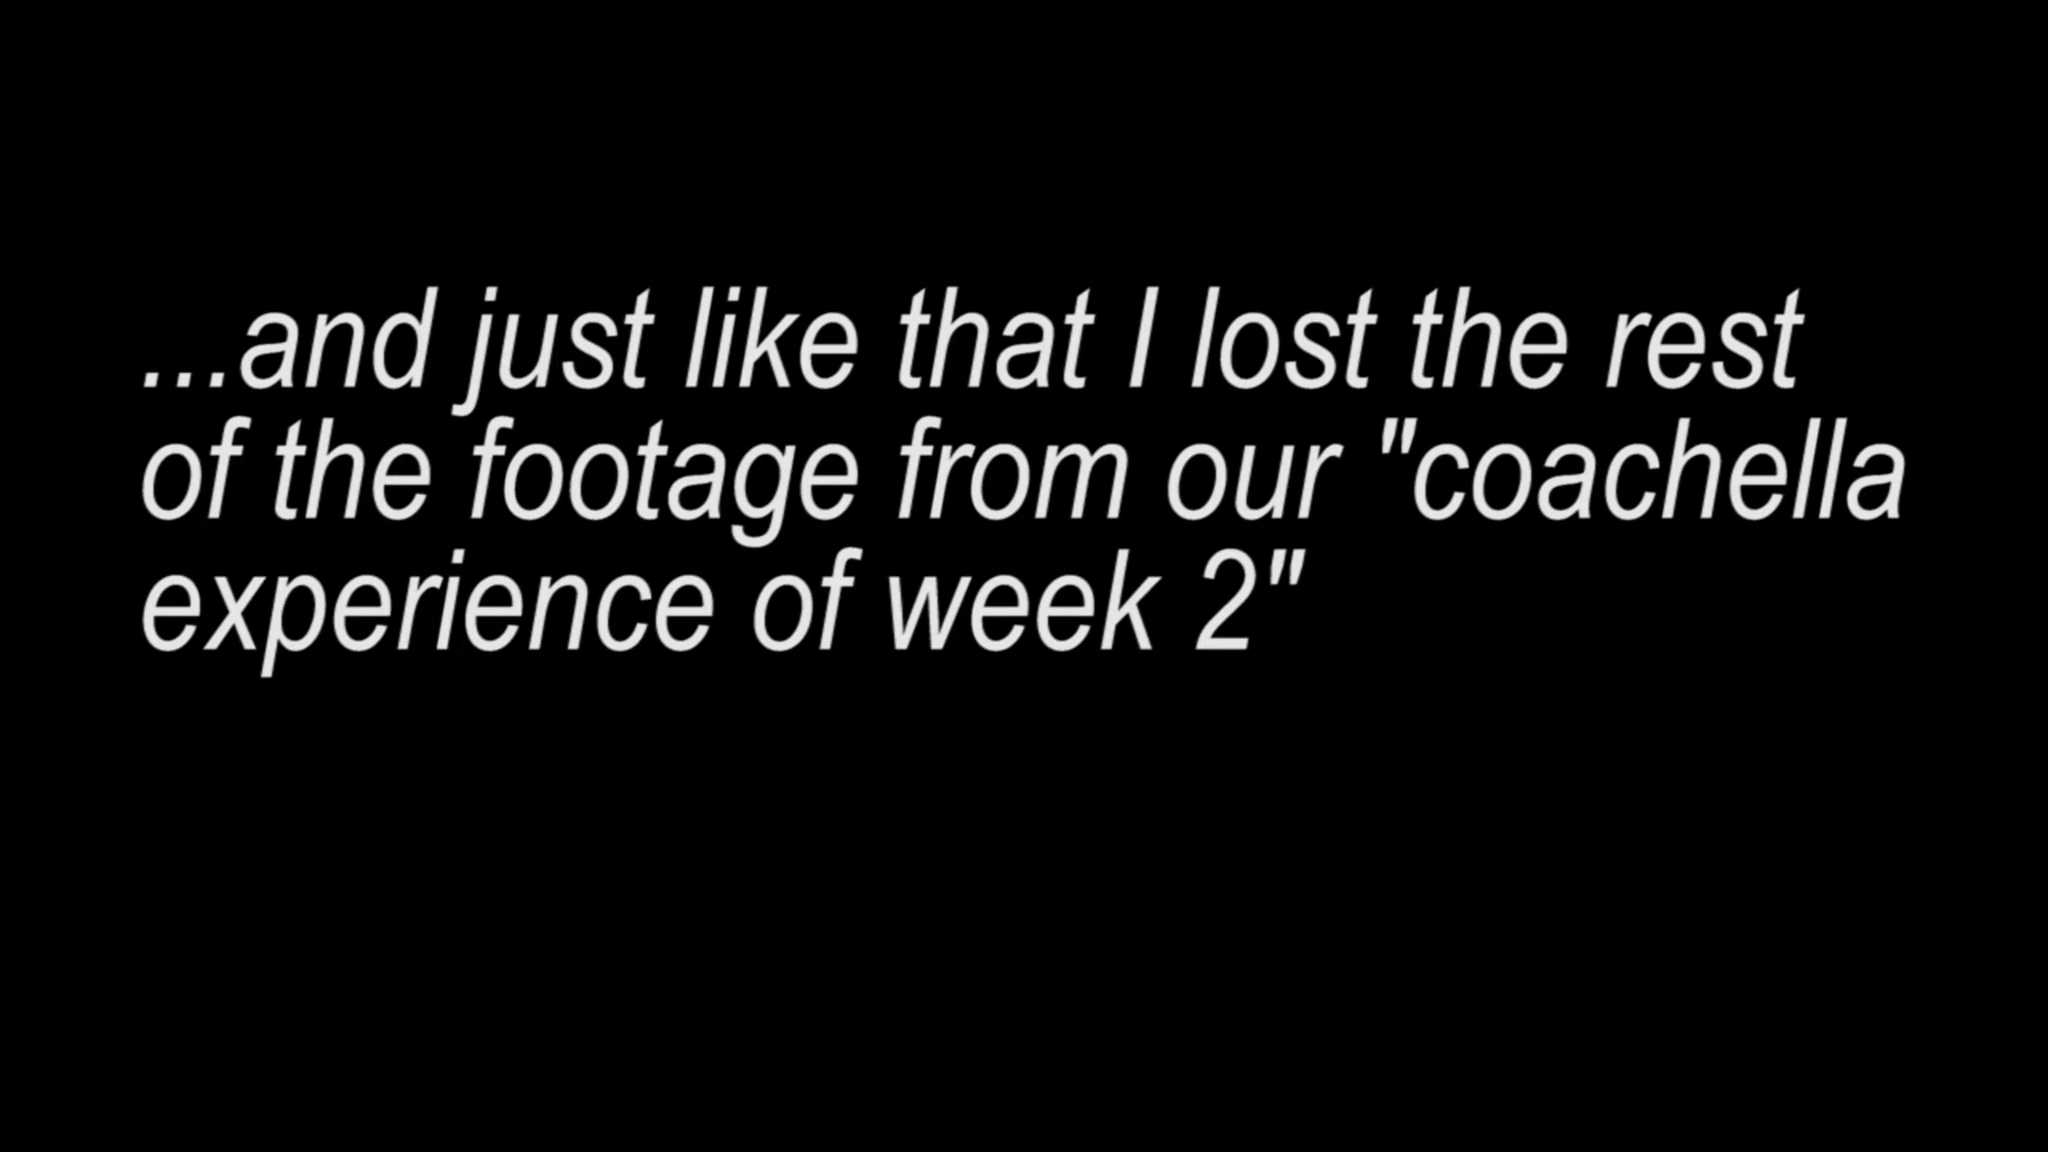 ...and just like that I lost the rest
of the footage from our "coachella
experience of week 2"